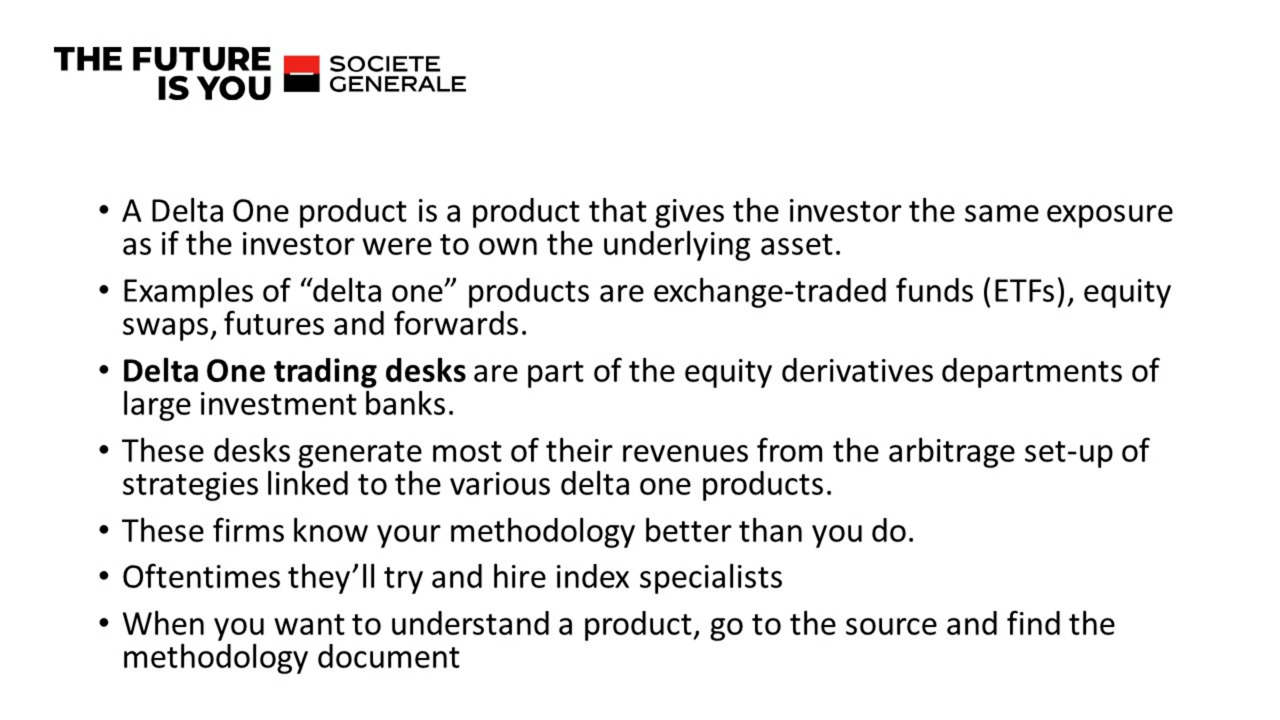 THE FUTURE
IS YOU
SOCIETE
GENERALE
• A Delta One product is a product that gives the investor the same exposure
as if the investor were to own the underlying asset.
• Examples of “delta one” products are exchange-traded funds (ETFs), equity
swaps, futures and forwards.
• Delta One trading desks are part of the equity derivatives departments of
large investment banks.
• These desks generate most of their revenues from the arbitrage set-up of
strategies linked to the various delta one products.
• These firms know your methodology better than you do.
• Oftentimes they’ll try and hire index specialists
• When you want to understand a product, go to the source and find the
methodology document